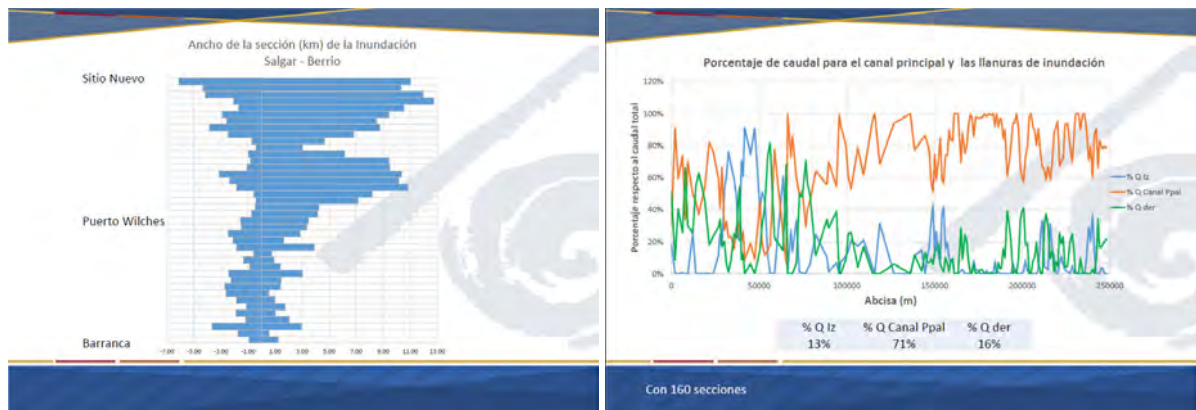 Ancho de la sección (km) de la Inundación
Salgar - Berrio
Sitio Nuevo
Puerto Wilches
Barranca
-7.00 -5.00 -3.00 -1.00 1.00 3.00 5.00 7.00 9.00 11.00 13.00
Porcentaje de caudal para el canal principal y las llanuras de inundación
Porcentaje respecto al caudal total
120%
100%
80%
60%
40%
20%
0%
0 50000 100000 150000 200000 250000
Abcisa (m)
% Q Iz
% Q Canal Ppal
% Q der
% Q Iz % Q Canal Ppal % Q der
13% 71% 16%
Con 160 secciones